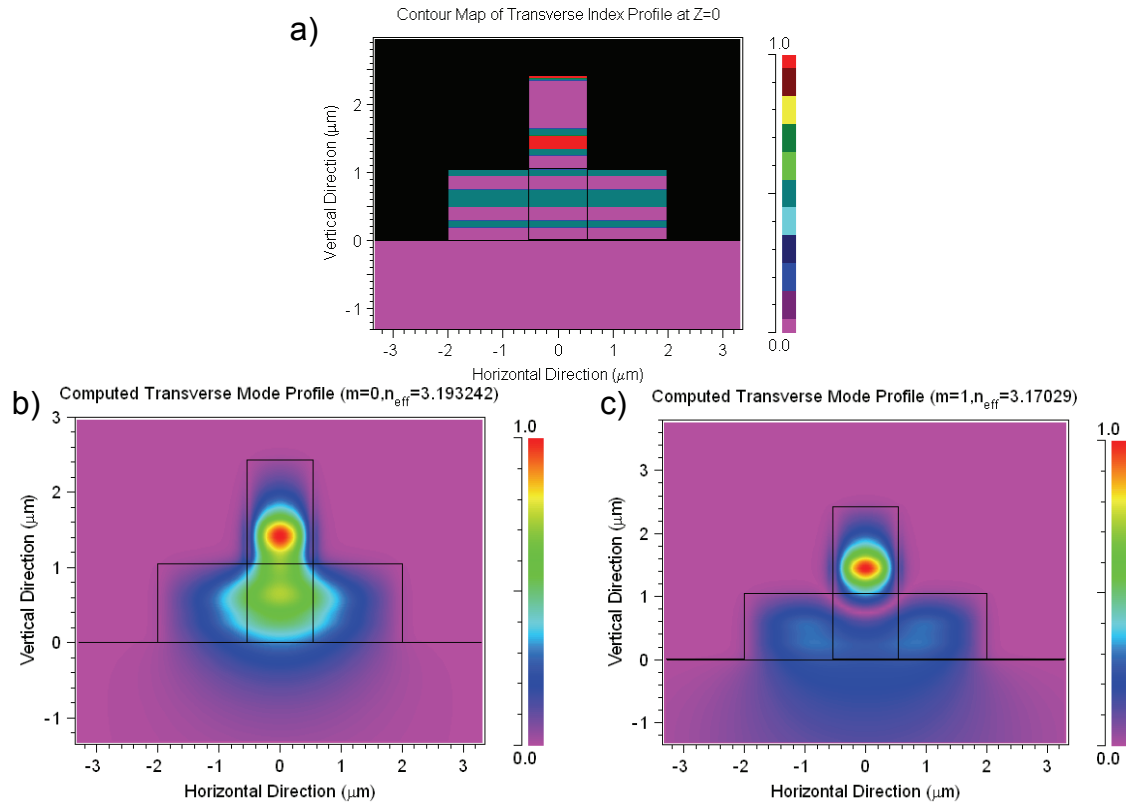 a)
Contour Map of Transverse Index Profile at Z=0
Vertical Direction (μm)
2
1
0
-1
-3 -2 -1 0 1 2 3
Horizontal Direction (μm)
1.0
0.0
b)
Computed Transverse Mode Profile (m=0,neff=3.193242)
Vertical Direction (μm)
3
2
1
0
-1
-3 -2 -1 0 1 2 3
Horizontal Direction (μm)
1.0
0.0
c)
Computed Transverse Mode Profile (m=1,neff=3.17029)
Vertical Direction (μm)
3
2
1
0
-1
-3 -2 -1 0 1 2 3
Horizontal Direction (μm)
1.0
0.0